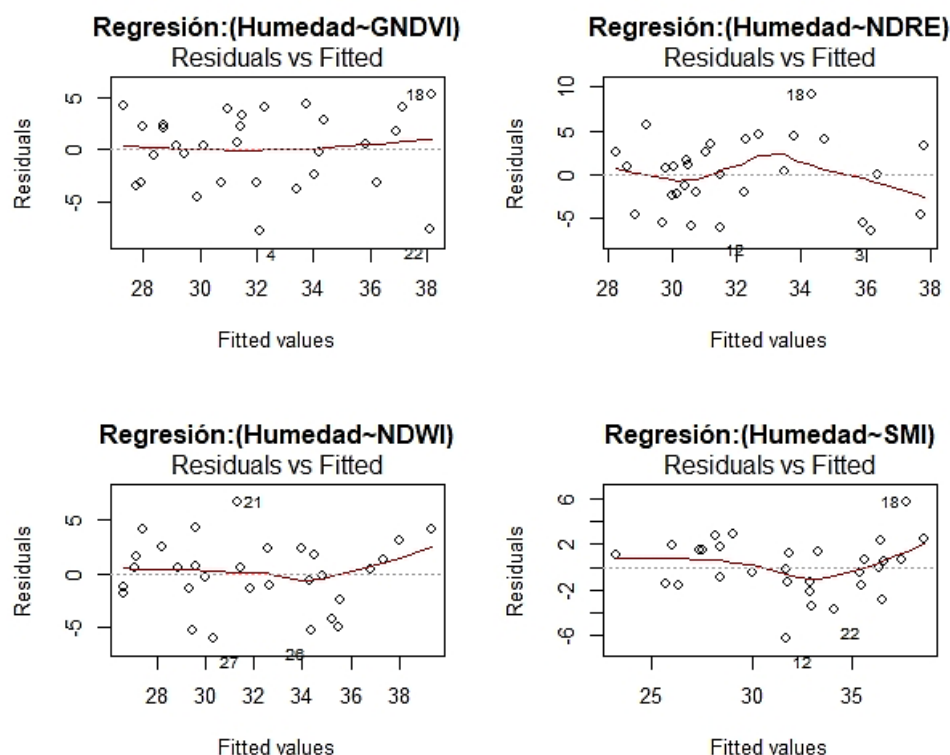 Regresión:(Humedad~GNDVI)
Residuals vs Fitted
Residuals
5
0
-5
18
4
22
28 30 32 34 36 38
Fitted values
Regresión:(Humedad~NDRE)
Residuals vs Fitted
Residuals
10
5
0
-5
18
12
3
28 30 32 34 36 38
Fitted values
Regresión:(Humedad~NDWI)
Residuals vs Fitted
Residuals
5
0
-5
21
27
26
28 30 32 34 36 38
Fitted values
Regresión:(Humedad~SMI)
Residuals vs Fitted
Residuals
6
2
-2
-6
18
22
12
25 30 35
Fitted values